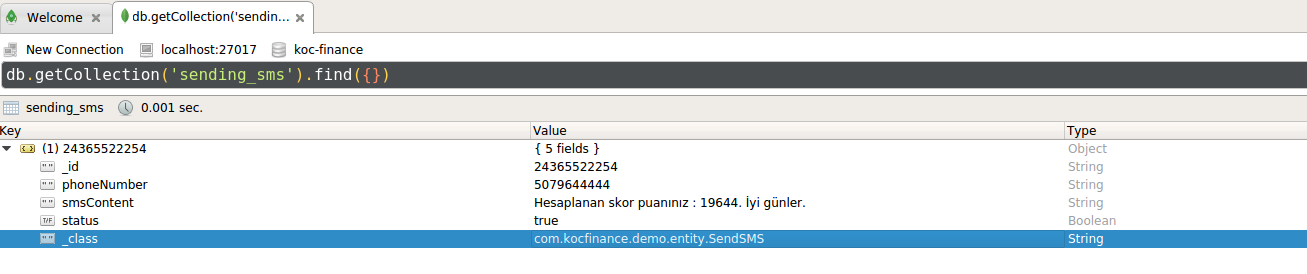 Welcome db.getCollection('sendin...
New Connection localhost:27017 koc-finance
db.getCollection('sending_sms').find({})
sending_sms 0.001 sec.
Key Value Type
(1) 24365522254 { 5 fields } Object
_id 24365522254 String
phoneNumber 5079644444 String
smsContent Hesaplanan skor puanınız : 19644. İyi günler. String
status true Boolean
_class com.kocfinance.demo.entity.SendSMS String